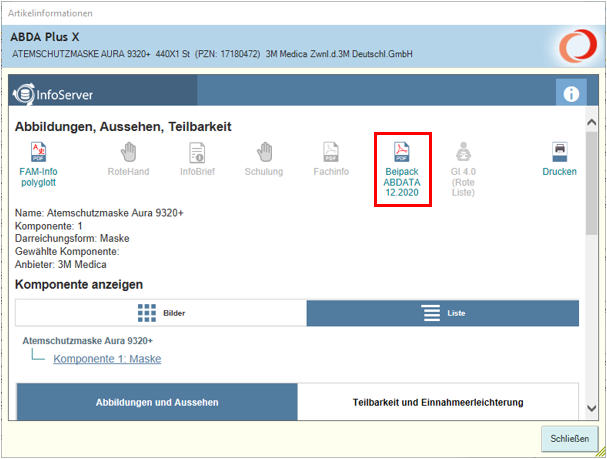 Artikelinformationen
ABDA Plus X
ATEMSCHUTZMASKE AURA 9320+ 440X1 St (PZN: 17180472) 3M Medica Zwnl.d.3M Deutschl.GmbH
InfoServer
Abbildungen, Aussehen, Teilbarkeit
PDF
FAM-Info
polyglott
RoteHand
InfoBrief
Schulung
PDF
Fachinfo
PDF
Beipack
ABDATA
12.2020
GI 4.0
(Rote
Liste)
Drucken
Name: Atemschutzmaske Aura 9320+
Komponente: 1
Darreichungsform: Maske
Gewählte Komponente:
Anbieter: 3M Medica
Komponente anzeigen
Bilder
Liste
Atemschutzmaske Aura 9320+
Komponente 1: Maske
Abbildungen und Aussehen
Teilbarkeit und Einnahmeerleichterung
Schließen